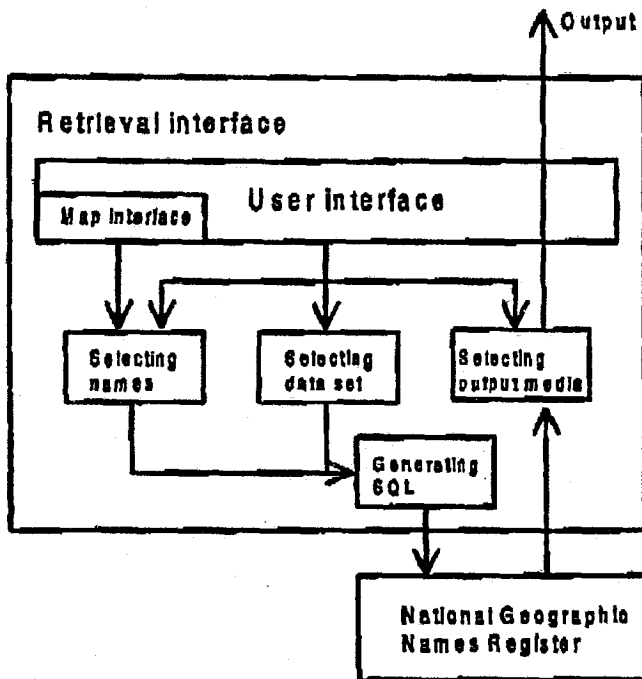 Output
Retrieval interface
User interface
Map interface
Selecting
names
Selecting
data set
Selecting
output media
Generating
SQL
National Geographic
Names Register